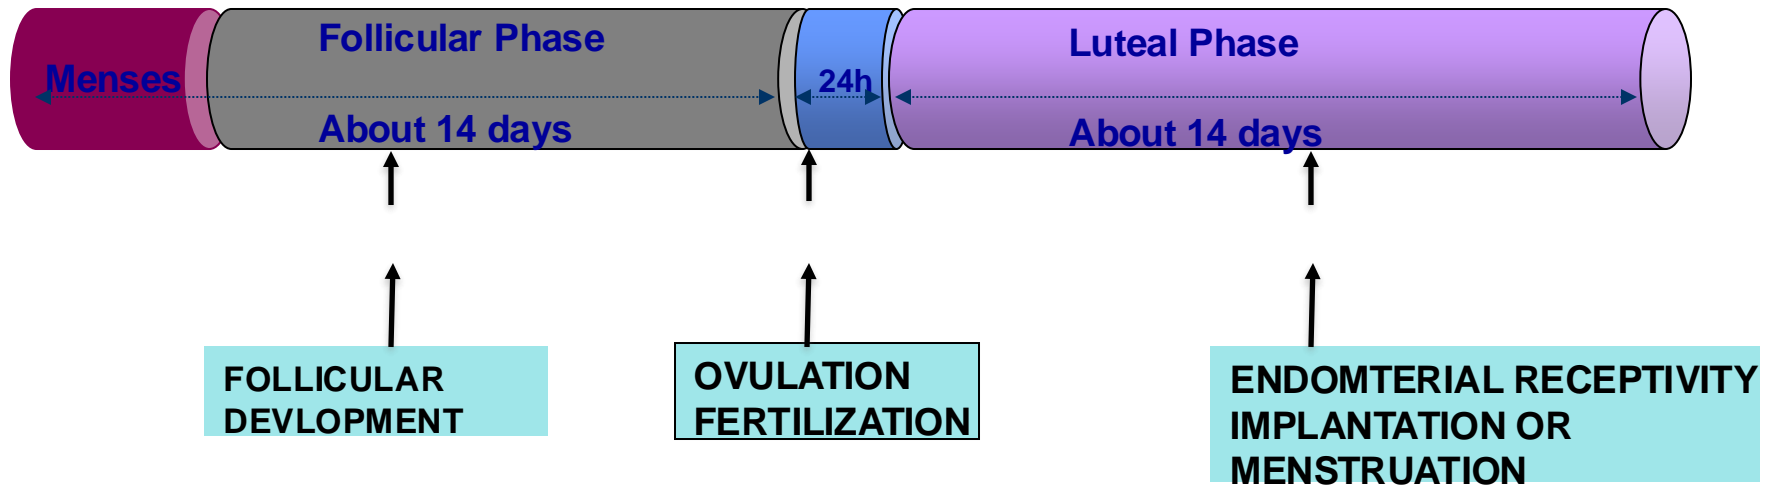 Menses
Follicular Phase
About 14 days
24h
Luteal Phase
About 14 days
FOLLICULAR
DEVLOPMENT
OVULATION
FERTILIZATION
ENDOMTERIAL RECEPTIVITY
IMPLANTATION OR
MENSTRUATION